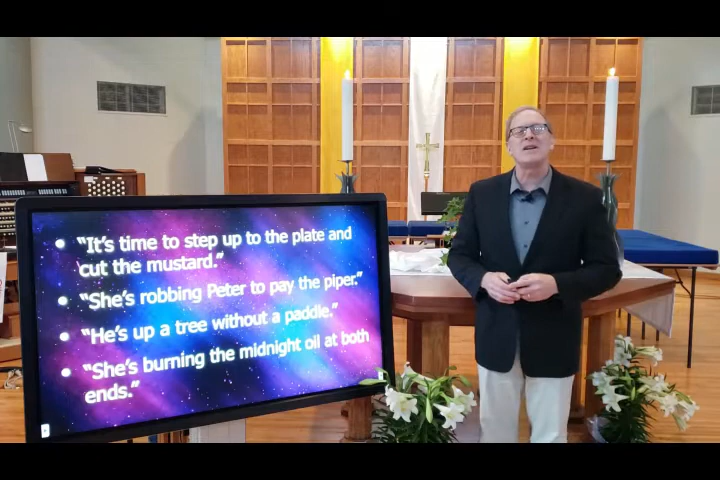 • “It’s time to step up to the plate and
cut the mustard.”
• “She’s robbing Peter to pay the piper.”
• “He’s up a tree without a paddle.”
• “She’s burning the midnight oil at both
ends.”